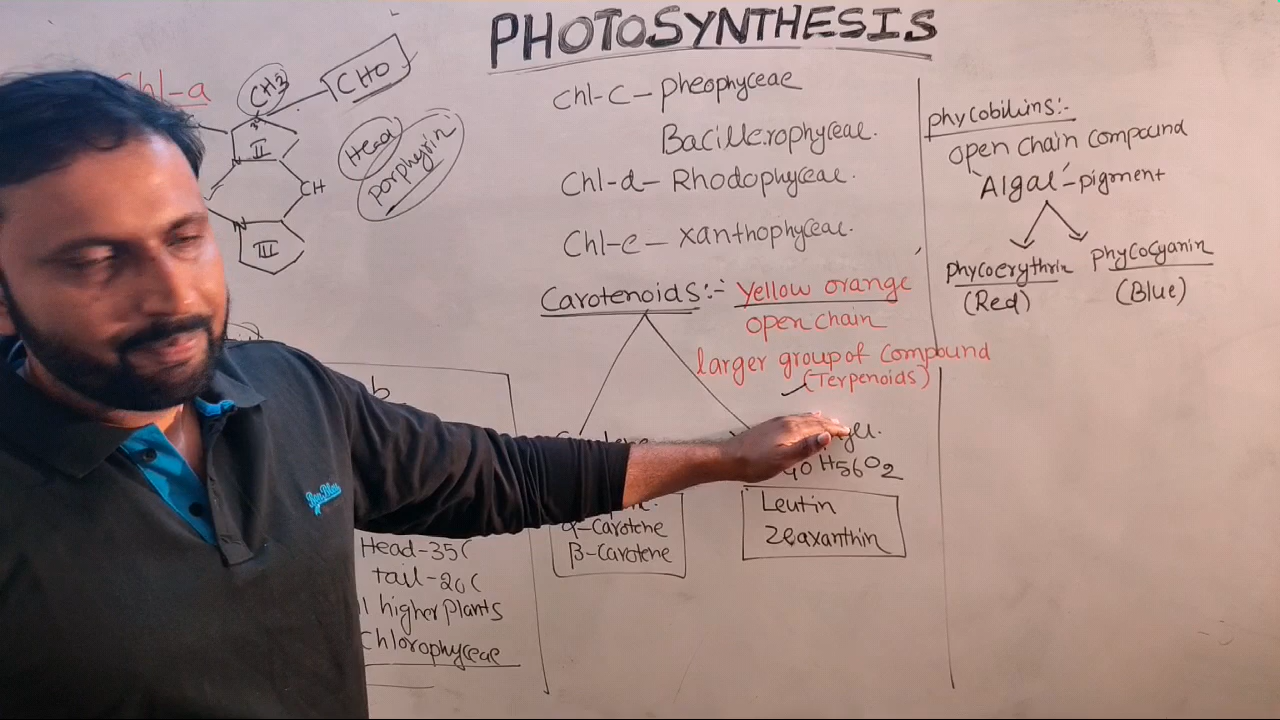 PHOTOSYNTHESIS
Chl-a
CH3
CHO
II
Head
porphyrin
CH
N
III
b
Head-35C
tail-20C
higher plants
Chlorophyceae
Chl-C- Pheophyceae
Bacillerophyceae.
Chl-d- Rhodophyceae.
Chl-e- xanthophyceae.
Carotenoids:- Yellow orange
open chain
larger group of compound
(Terpenoids)
H56O2
α-Carotene
β-Carotene
Leutin
Zeaxanthin
phycobilins:-
open chain compound
'Algal'-pigment
phycoerythrin
(Red)
phycocyanin
(Blue)